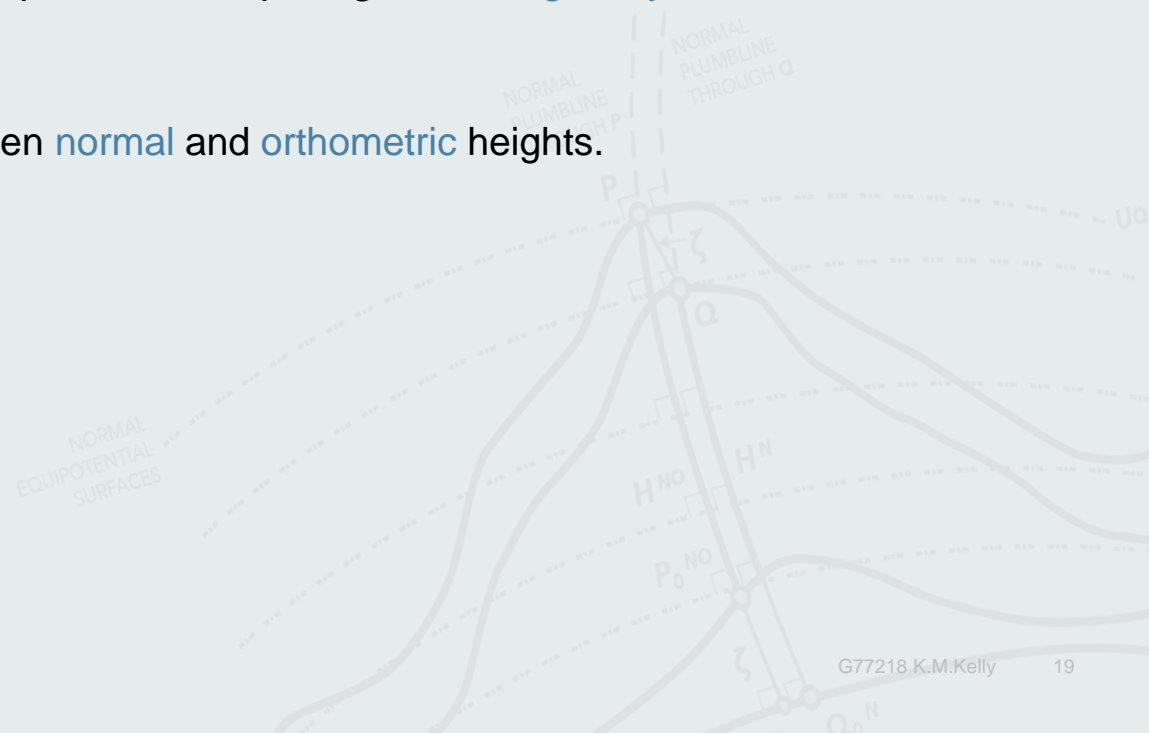 NORMAL
PLUMBLINE
THROUGH Q
NORMAL
PLUMBLINE
P
en normal and orthometric heights.
P
ζ
Q
NORMAL
EQUIPOTENTIAL
SURFACES
H NO
H N
P₀ NO
ζ
G77218 K.M.Kelly 19
Q₀ N